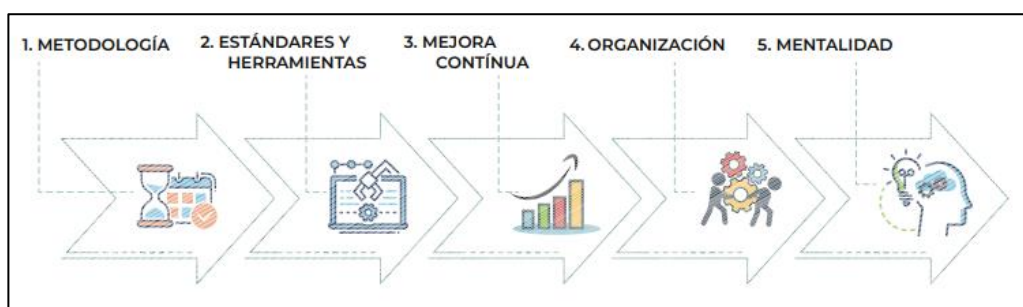 1. METODOLOGÍA
2. ESTÁNDARES Y
HERRAMIENTAS
3. MEJORA
CONTÍNUA
4. ORGANIZACIÓN
5. MENTALIDAD